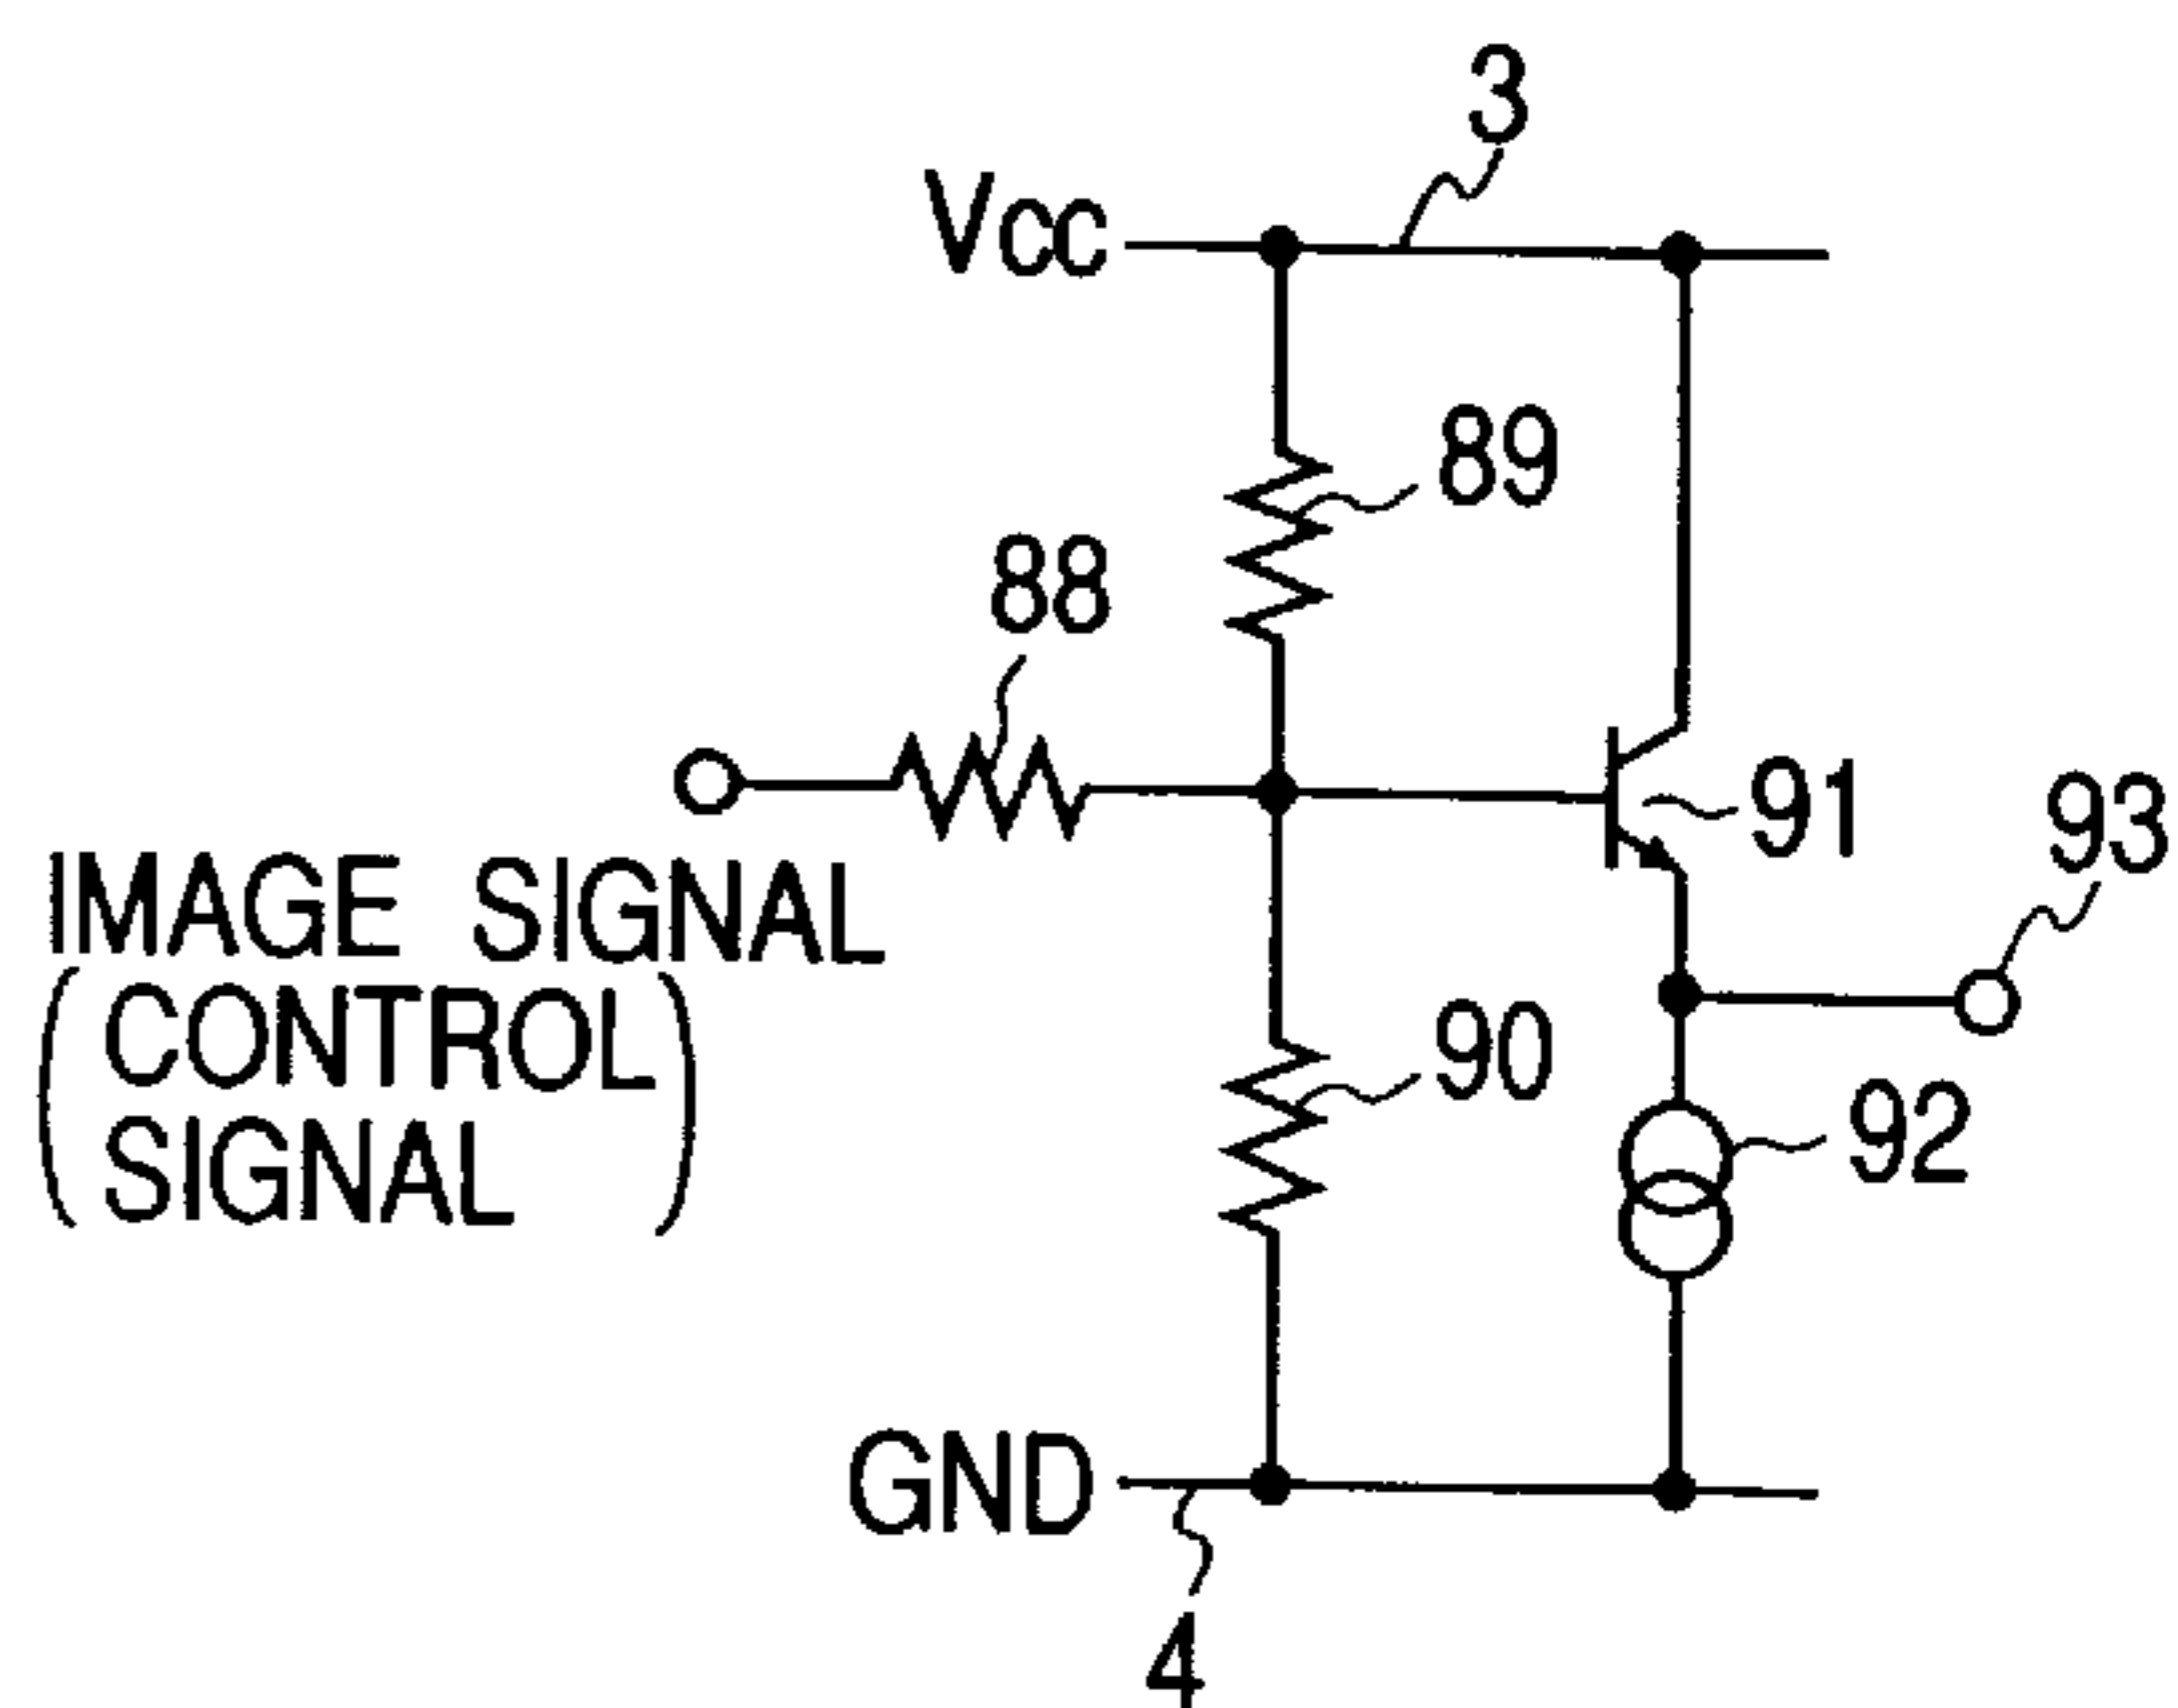 3
Vcc
89
88
91
93
IMAGE SIGNAL
(CONTROL
SIGNAL)
90
92
GND
4